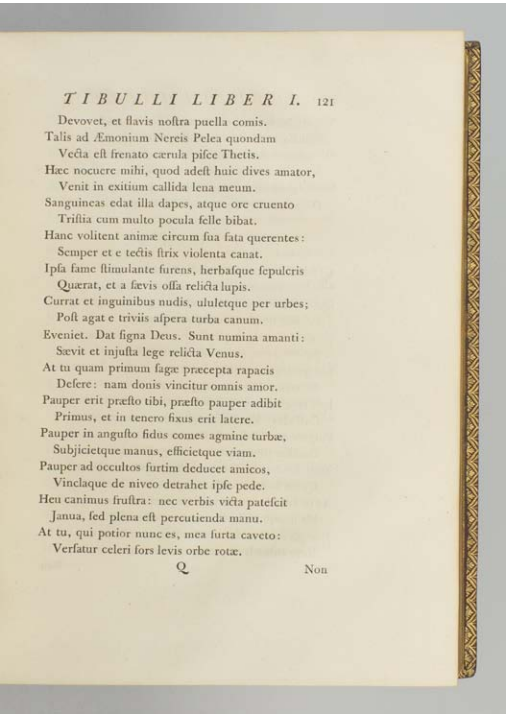 TIBULLI LIBER I. 121
Devovet, et flavis noſtra puella comis.
Talis ad Æmonium Nereis Pelea quondam
Vecta eſt frenato cærula piſce Thetis.
Hæc nocuere mihi, quod adeſt huic dives amator,
Venit in exitium callida lena meum.
Sanguineas edat illa dapes, atque ore cruento
Triſtia cum multo pocula felle bibat.
Hanc volitent animæ circum ſua fata querentes:
Semper et e tectis ſtrix violenta canat.
Ipſa fame ſtimulante furens, herbaſque ſepulcris
Quærat, et a ſævis oſſa relicta lupis.
Currat et inguinibus nudis, ululetque per urbes;
Poſt agat e triviis aſpera turba canum.
Eveniet. Dat ſigna Deus. Sunt numina amanti:
Sævit et injuſta lege relicta Venus.
At tu quam primum ſagæ præcepta rapacis
Deſere: nam donis vincitur omnis amor.
Pauper erit præſto tibi, præſto pauper adibit
Primus, et in tenero fixus erit latere.
Pauper in anguſto fidus comes agmine turbæ,
Subjicietque manus, efficietque viam.
Pauper ad occultos furtim deducet amicos,
Vinclaque de niveo detrahet ipſe pede.
Heu canimus fruſtra: nec verbis victa pateſcit
Janua, ſed plena eſt percutienda manu.
At tu, qui potior nunc es, mea furta caveto:
Verſatur celeri ſors levis orbe rotæ.
Q Non